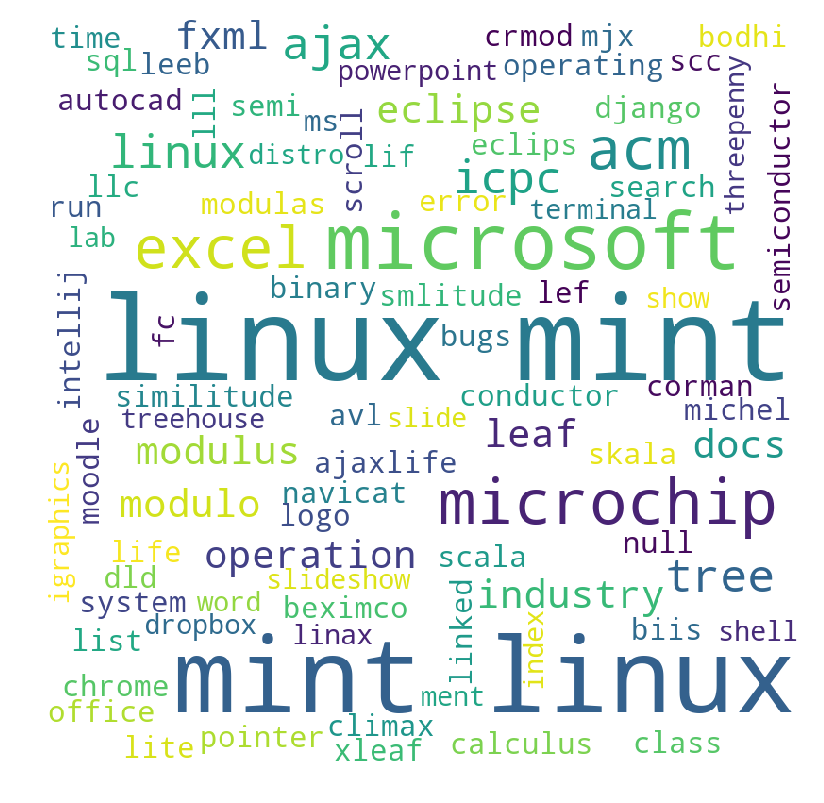 time
fxml
ajax
crmod
mjx
bodhi
sql
leeb
powerpoint
operating
scc
autocad
lll
semi
ms
scroll
eclipse
django
threepenny
semiconductor
linux
distro
lif
eclips
acm
llc
icpc
search
run
modulas
error
terminal
lab
excel
microsoft
intellij
binary
smlitude
lef
show
fc
linux mint
bugs
similitude
conductor
corman
treehouse
avl
slide
michel
moodle
modulus
leaf
docs
ajaxlife
skala
igraphics
modulo
navicat
microchip
logo
null
life
operation
scala
tree
dld
slideshow
industry
system
word
beximco
linked
list
dropbox
linax
index
biis
shell
chrome
mint linux
ment
office
climax
lite
pointer
xleaf
calculus
class